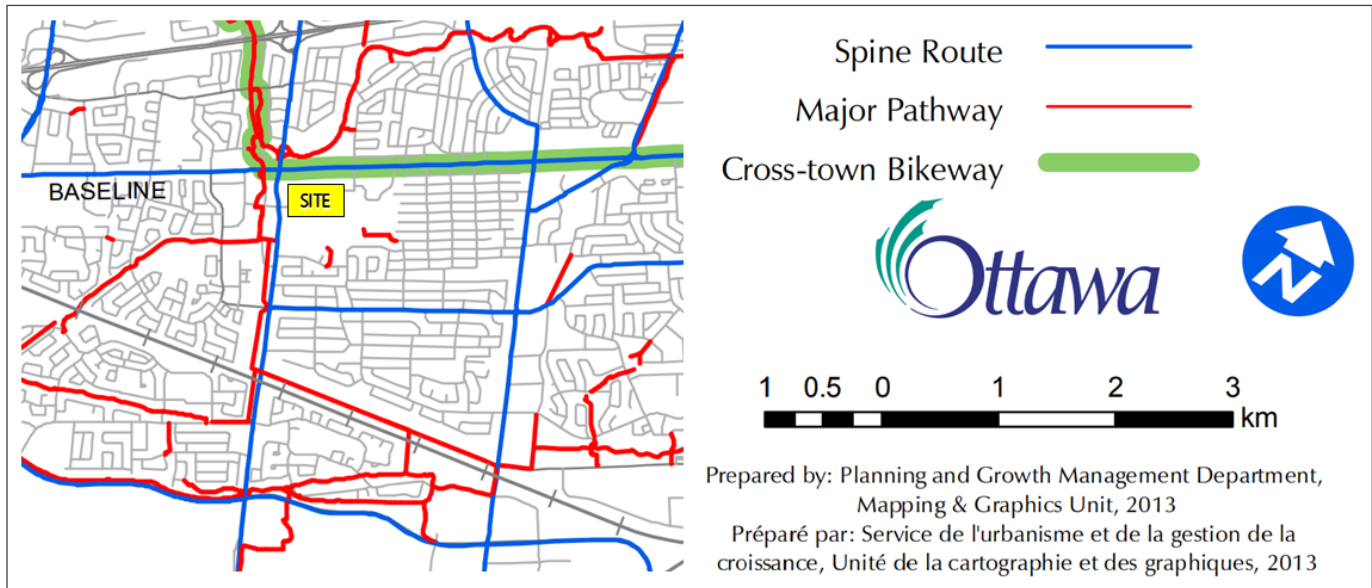 BASELINE
SITE
Spine Route
Major Pathway
Cross-town Bikeway
Ottawa
N
1 0.5 0 1 2 3
km
Prepared by: Planning and Growth Management Department,
Mapping & Graphics Unit, 2013
Préparé par: Service de l'urbanisme et de la gestion de la
croissance, Unité de la cartographie et des graphiques, 2013